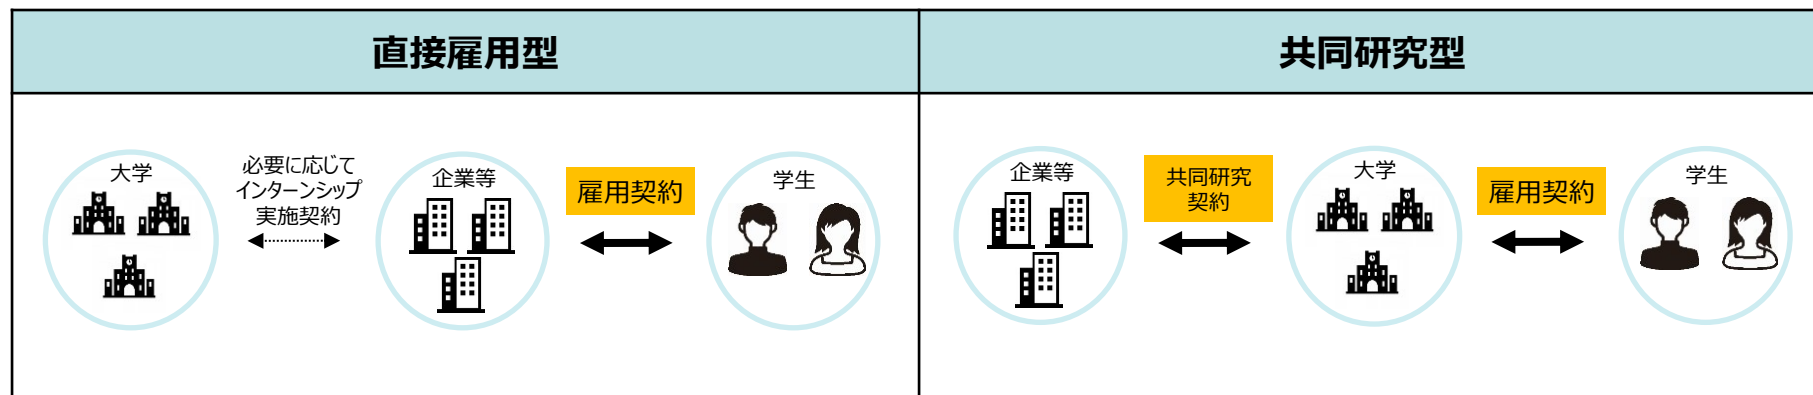 直接雇用型
共同研究型
大学
必要に応じて
インターンシップ
実施契約
企業等
雇用契約
学生
企業等
共同研究
契約
大学
雇用契約
学生